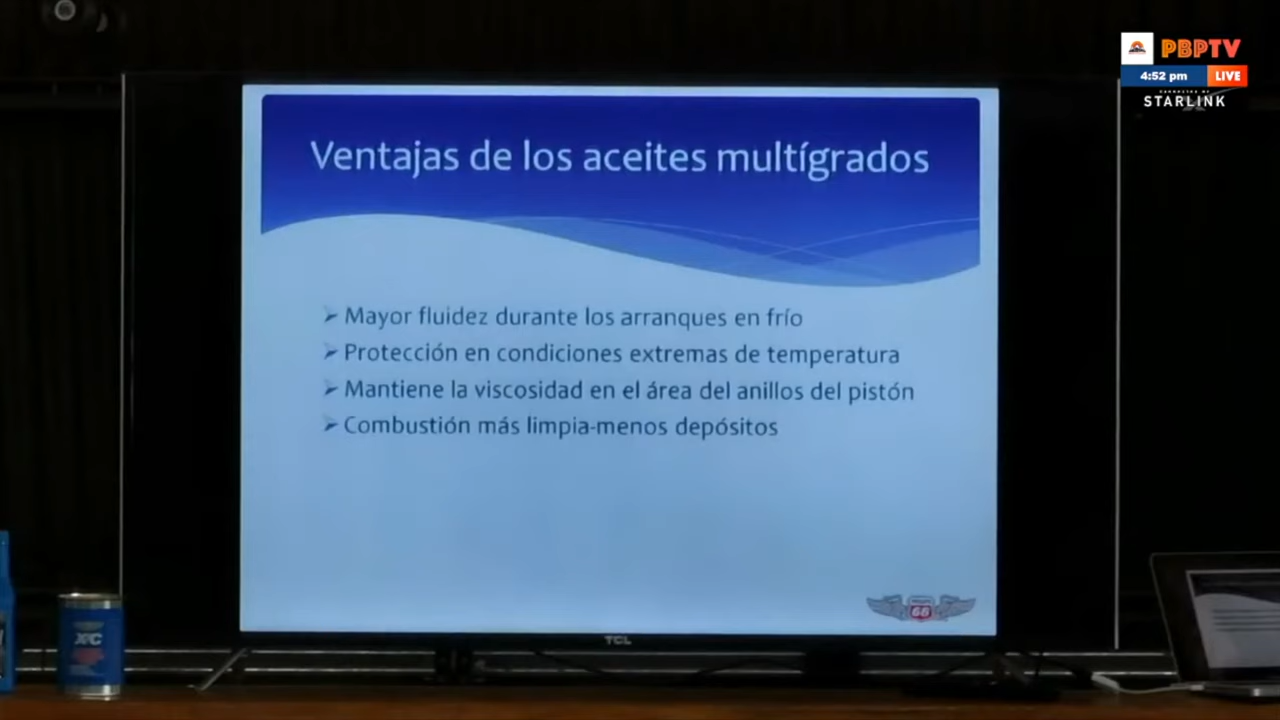 PBPTV
4:52 pm LIVE
STARLINK
Ventajas de los aceites multígrados
Mayor fluidez durante los arranques en frío
Protección en condiciones extremas de temperatura
Mantiene la viscosidad en el área del anillos del pistón
Combustión más limpia-menos depósitos
66
TCL
X/C